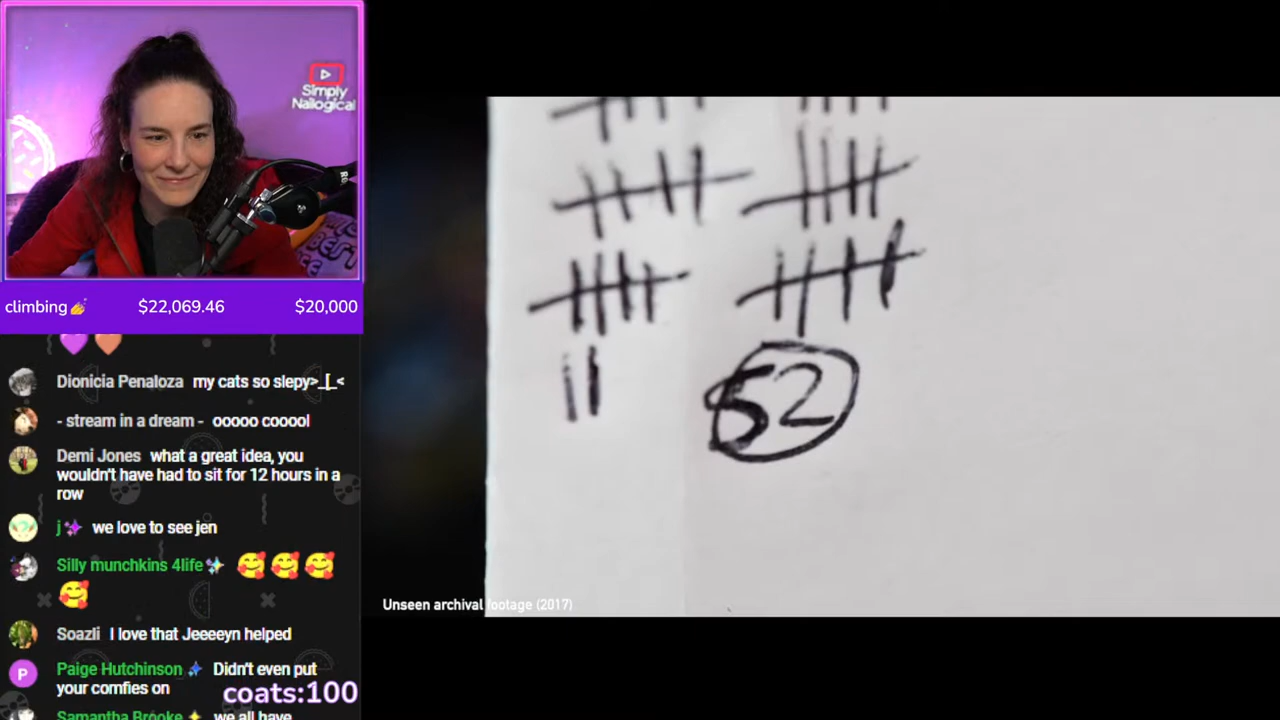 Simply
Nailogical
climbing💅 $22,069.46 $20,000
Dionicia Penaloza my cats so slepy>_[_<
- stream in a dream - ooooo cooool
Demi Jones what a great idea, you
wouldn't have had to sit for 12 hours in a
row
j we love to see jen
Silly munchkins 4life 🥰 🥰 🥰
🥰
Soazli I love that Jeeeeyn helped
P Paige Hutchinson Didn't even put
your comfies on
coats:100
Samantha Brooke we all have
52
Unseen archival footage (2017)